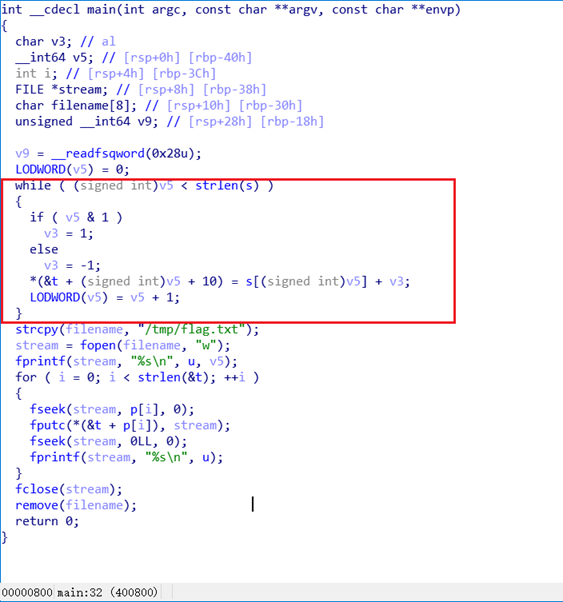 int __cdecl main(int argc, const char **argv, const char **envp)
{
  char v3; // al
  __int64 v5; // [rsp+0h] [rbp-40h]
  int i; // [rsp+4h] [rbp-3Ch]
  FILE *stream; // [rsp+8h] [rbp-38h]
  char filename[8]; // [rsp+10h] [rbp-30h]
  unsigned __int64 v9; // [rsp+28h] [rbp-18h]

  v9 = __readfsqword(0x28u);
  LODWORD(v5) = 0;
  while ( (signed int)v5 < strlen(s) )
  {
    if ( v5 & 1 )
      v3 = 1;
    else
      v3 = -1;
    *(&t + (signed int)v5 + 10) = s[(signed int)v5] + v3;
    LODWORD(v5) = v5 + 1;
  }
  strcpy(filename, "/tmp/flag.txt");
  stream = fopen(filename, "w");
  fprintf(stream, "%s\n", u, v5);
  for ( i = 0; i < strlen(&t); ++i )
  {
    fseek(stream, p[i], 0);
    fputc(*(&t + p[i]), stream);
    fseek(stream, 0LL, 0);
    fprintf(stream, "%s\n", u);
  }
  fclose(stream);
  remove(filename);
  return 0;
}
00000800 main:32 (400800)